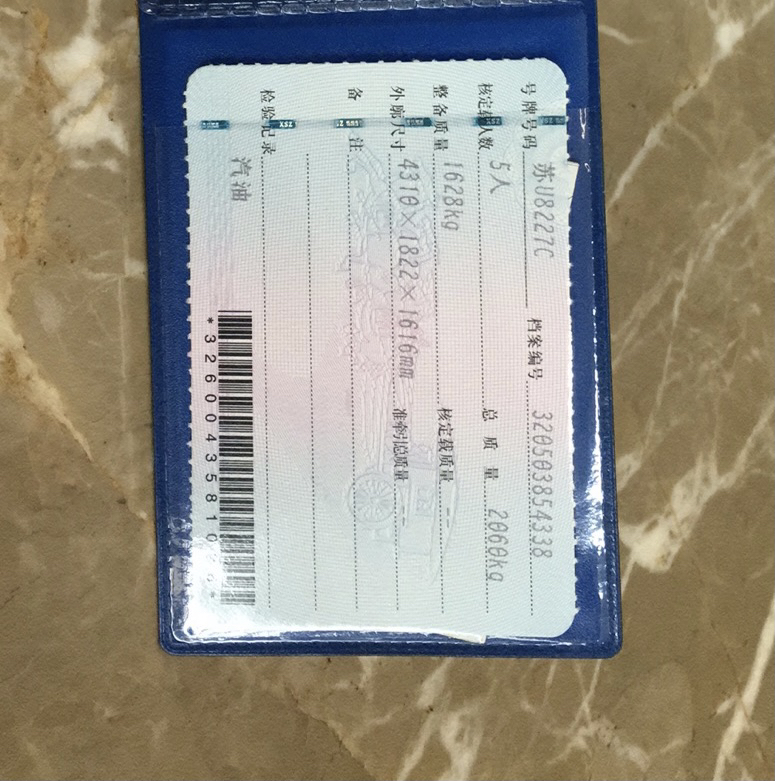 号牌号码 苏U8227C 档案编号 320503854338
核定载人数 5人 总质量 2060kg
整备质量 1628kg 核定载质量 --
外廓尺寸 4310×1822×1616mm 准牵引总质量 --
备注
检验记录
汽油